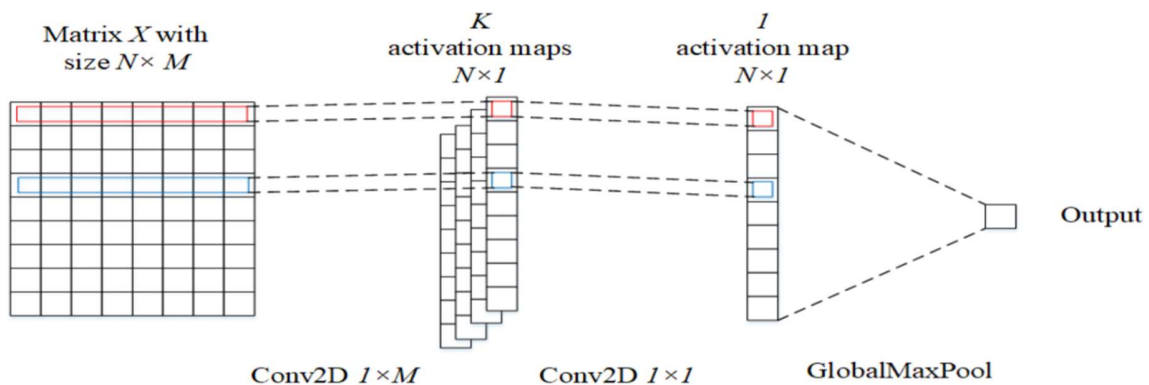 Matrix X with
size N× M
K
activation maps
N×1
1
activation map
N×1
Output
Conv2D 1×M
Conv2D 1×1
GlobalMaxPool